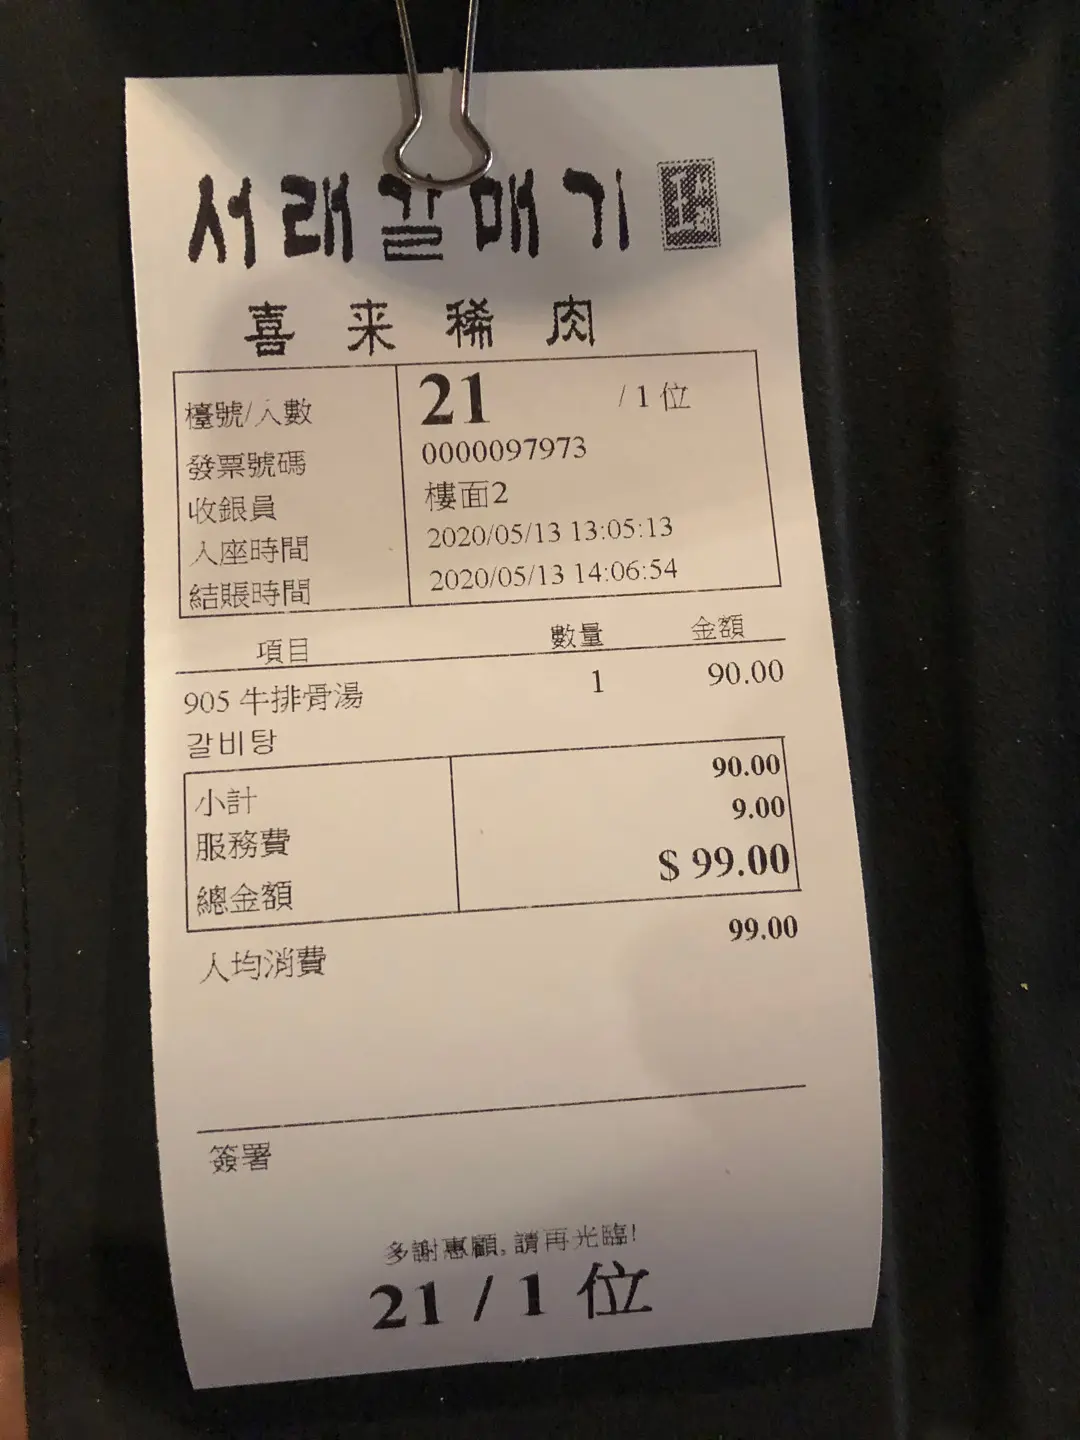 서래갈매기
喜来稀肉
檯號/人數 21 / 1 位
發票號碼 0000097973
收銀員 樓面2
入座時間 2020/05/13 13:05:13
結賬時間 2020/05/13 14:06:54
項目 數量 金額
905 牛排骨湯 1 90.00
갈비탕
小計 90.00
服務費 9.00
總金額 $ 99.00
人均消費 99.00
簽署
多謝惠顧, 請再光臨!
21 / 1 位